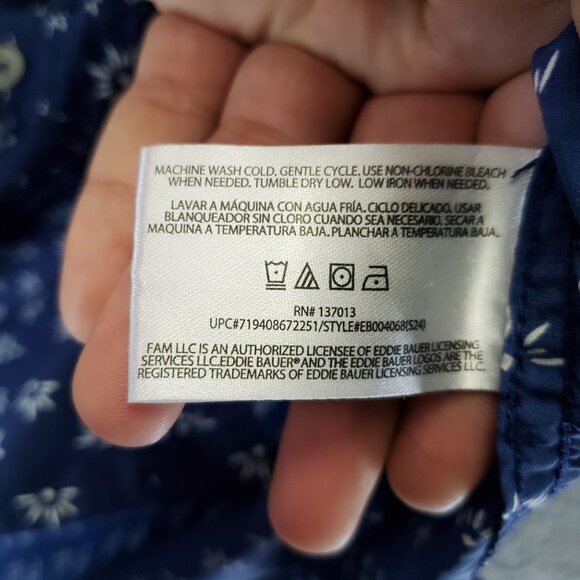 MACHINE WASH COLD. GENTLE CYCLE, USE NON-CHLORINE BLEACH
WHEN NEEDED. TUMBLE DRY LOW. LOW IRON WHEN NEEDED.
LAVAR A MÁQUINA CON AGUA FRÍA. CICLO DELICADO. USAR
BLANQUEADOR SIN CLORO CUANDO SEA NECESARIO. SECAR A
MAQUINA A TEMPERATURA BAJA. PLANCHAR A TEMPERATURA BAJA.
RN# 137013
UPC#719408672251/STYLE#EB004068(S24)
FAM LLC IS AN AUTHORIZED LICENSEE OF EDDIE BAUER LICENSING
SERVICES LLC.EDDIE BAUER® AND THE EDDIE BAUER LOGOS ARE THE
REGISTERED TRADEMARKS OF EDDIE BAUER LICENSING SERVICES LLC.